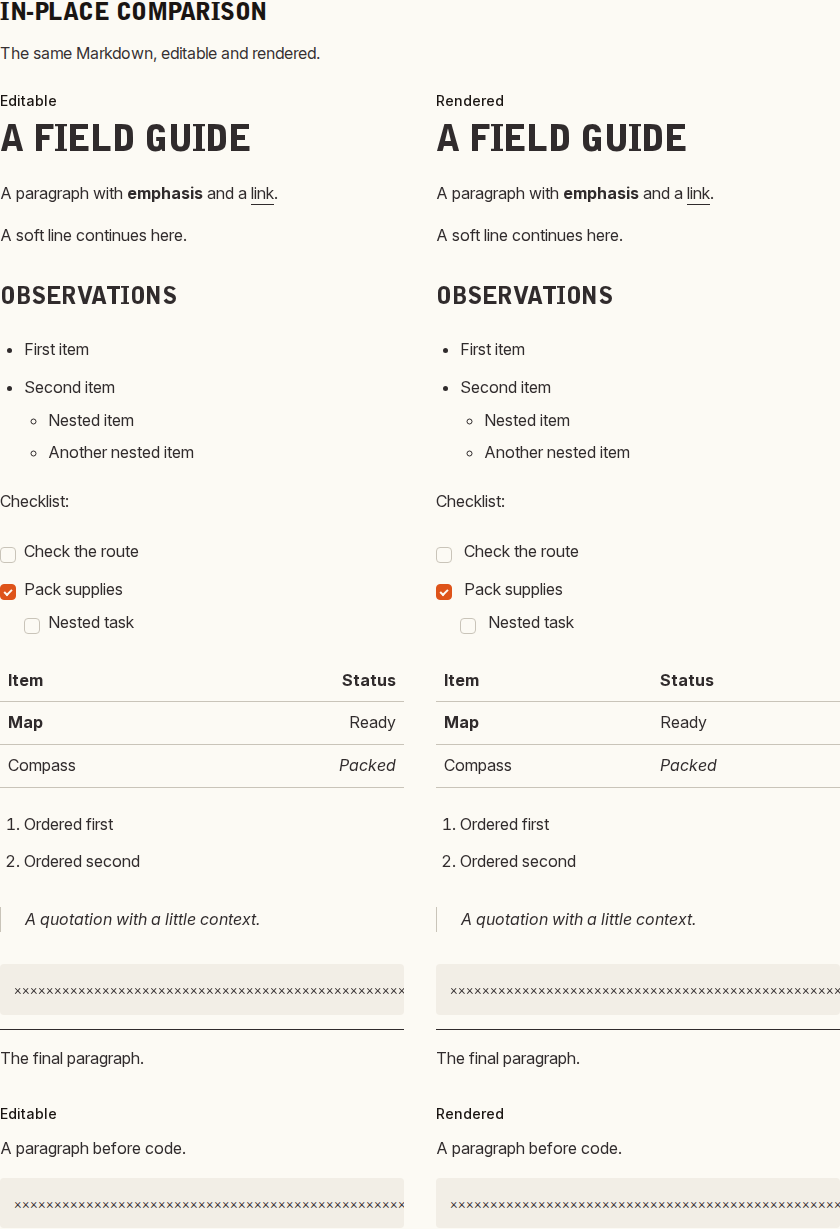 IN-PLACE COMPARISON
The same Markdown, editable and rendered.
Editable
A FIELD GUIDE
A paragraph with emphasis and a link.
A soft line continues here.
OBSERVATIONS
• First item
• Second item
◦ Nested item
◦ Another nested item
Checklist:
Check the route
Pack supplies
Nested task
Item Status
Map Ready
Compass Packed
1. Ordered first
2. Ordered second
A quotation with a little context.
xxxxxxxxxxxxxxxxxxxxxxxxxxxxxxxxxxxxxxxxxxxxxxxxx
The final paragraph.
Rendered
A FIELD GUIDE
A paragraph with emphasis and a link.
A soft line continues here.
OBSERVATIONS
• First item
• Second item
◦ Nested item
◦ Another nested item
Checklist:
Check the route
Pack supplies
Nested task
Item Status
Map Ready
Compass Packed
1. Ordered first
2. Ordered second
A quotation with a little context.
xxxxxxxxxxxxxxxxxxxxxxxxxxxxxxxxxxxxxxxxxxxxxxxxx
The final paragraph.
Editable
A paragraph before code.
xxxxxxxxxxxxxxxxxxxxxxxxxxxxxxxxxxxxxxxxxxxxxxxxx
Rendered
A paragraph before code.
xxxxxxxxxxxxxxxxxxxxxxxxxxxxxxxxxxxxxxxxxxxxxxxxx